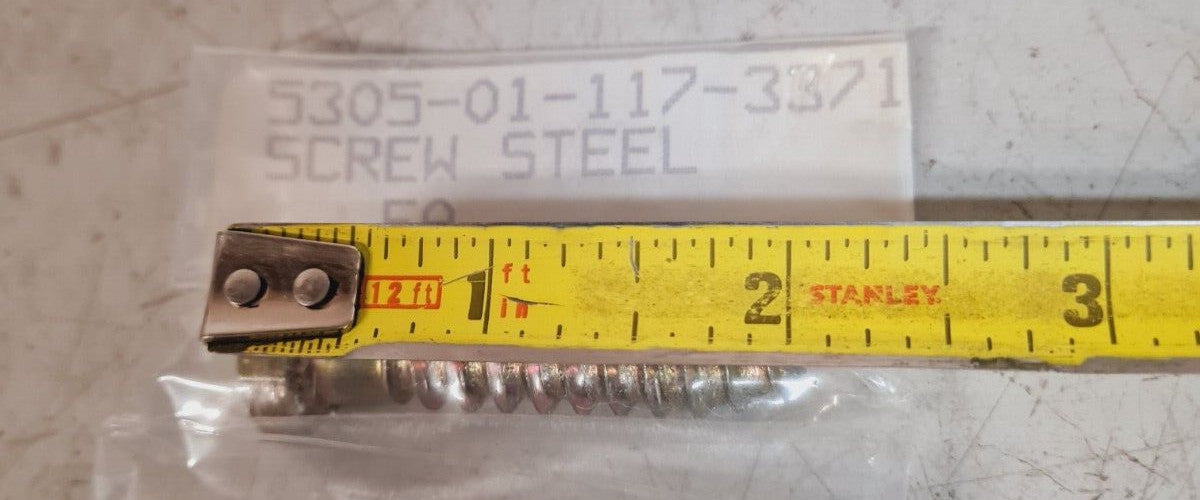 5305-01-117-3371
SCREW STEEL
12 ft
1
ft
in
2
STANLEY
3